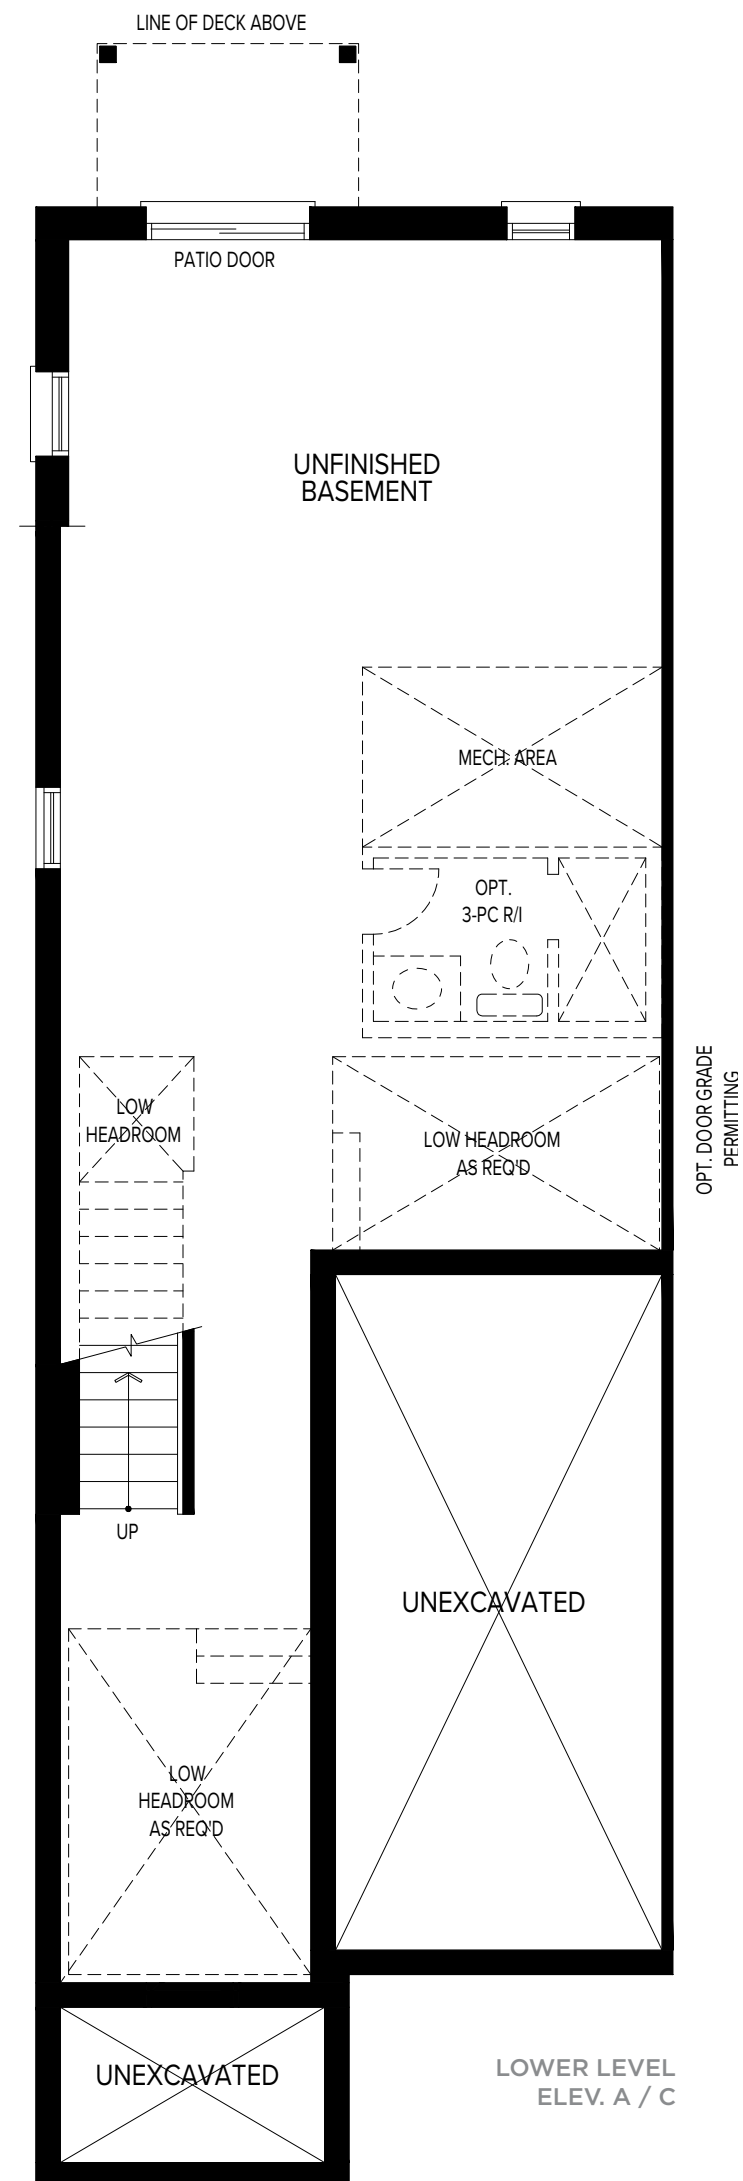 LINE OF DECK ABOVE
PATIO DOOR
UNFINISHED
BASEMENT
MECH. AREA
OPT.
3-PC R/I
LOW
HEADROOM
LOW HEADROOM
AS REQ'D
OPT. DOOR GRADE
PERMITTING
UP
UNEXCAVATED
LOW
HEADROOM
AS REQ'D
UNEXCAVATED
LOWER LEVEL
ELEV. A / C